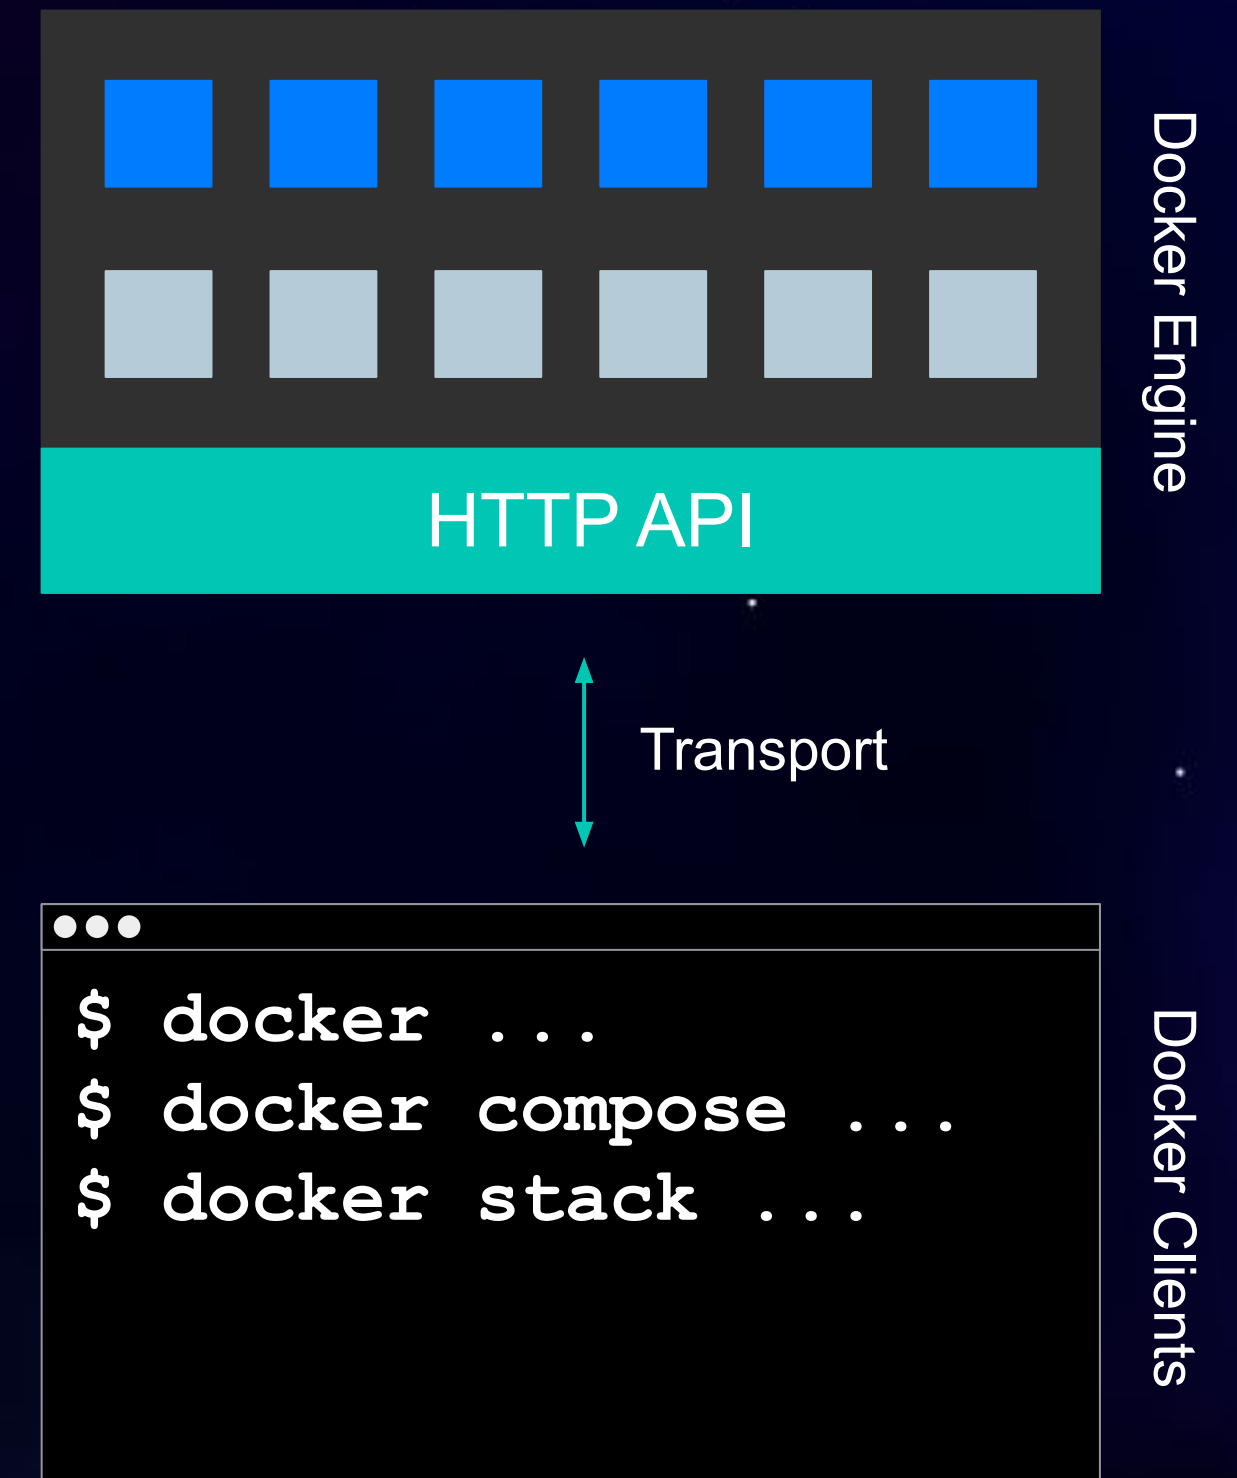 Docker Engine
HTTP API
Transport
$ docker ...
$ docker compose ...
$ docker stack ...
Docker Clients